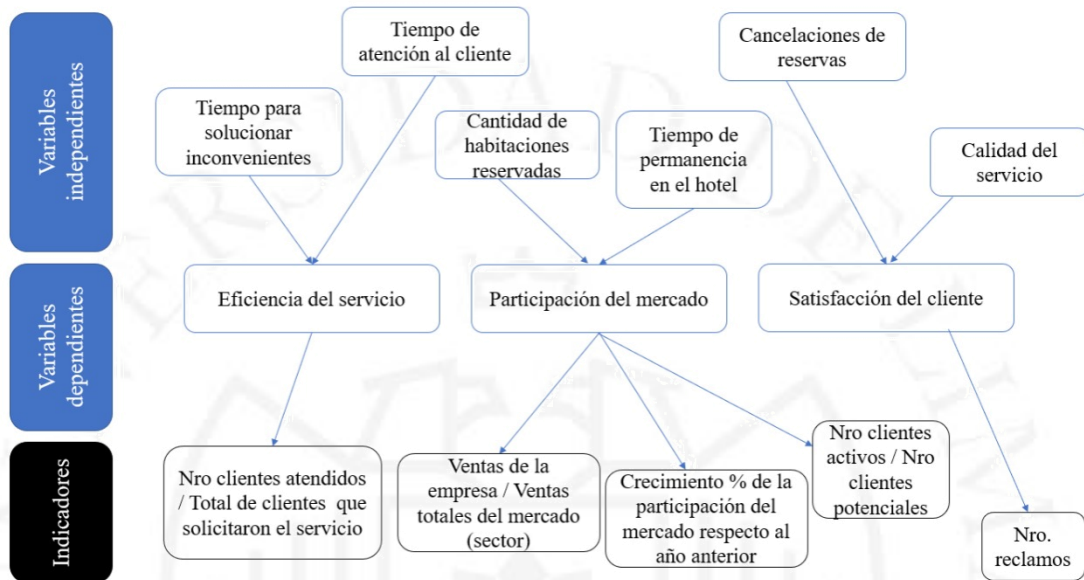 Variables
independientes
Tiempo de
atención al cliente
Cancelaciones de
reservas
Tiempo para
solucionar
inconvenientes
Cantidad de
habitaciones
reservadas
Tiempo de
permanencia
en el hotel
Calidad del
servicio
Variables
dependientes
Eficiencia del servicio
Participación del mercado
Satisfacción del cliente
Indicadores
Nro clientes atendidos
/ Total de clientes que
solicitaron el servicio
Ventas de la
empresa / Ventas
totales del mercado
(sector)
Crecimiento % de la
participación del
mercado respecto al
año anterior
Nro clientes
activos / Nro
clientes
potenciales
Nro.
reclamos